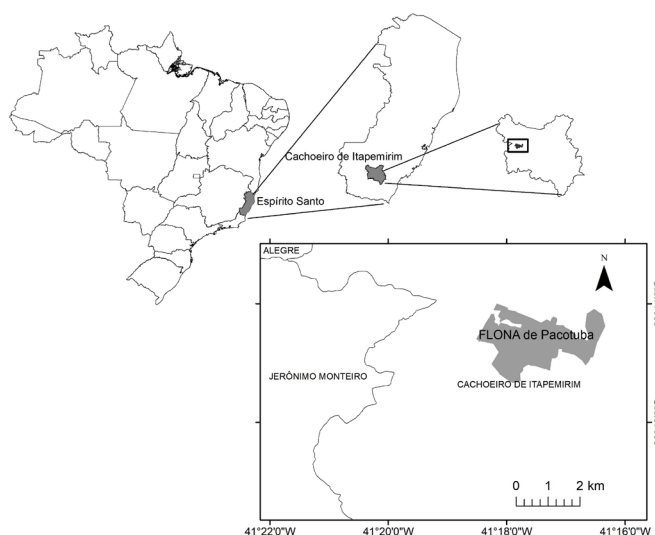 Cachoeiro de Itapemirim
Espírito Santo
ALEGRE
N
FLONA de Pacotuba
JERÔNIMO MONTEIRO
CACHOEIRO DE ITAPEMIRIM
0 1 2 km
41°22'0"W 41°20'0"W 41°18'0"W 41°16'0"W